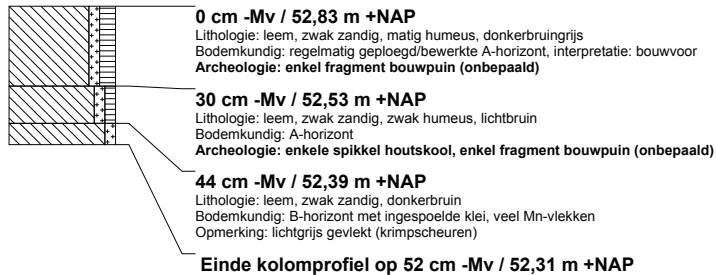 0 cm -Mv / 52,83 m +NAP
Lithologie: leem, zwak zandig, matig humeus, donkerbruingrijs
Bodemkundig: regelmatig geploegd/bewerkte A-horizont, interpretatie: bouwvoor
Archeologie: enkel fragment bouwpuin (onbepaald)
30 cm -Mv / 52,53 m +NAP
Lithologie: leem, zwak zandig, zwak humeus, lichtbruin
Bodemkundig: A-horizont
Archeologie: enkele spikkel houtskool, enkel fragment bouwpuin (onbepaald)
44 cm -Mv / 52,39 m +NAP
Lithologie: leem, zwak zandig, donkerbruin
Bodemkundig: B-horizont met ingespoelde klei, veel Mn-vlekken
Opmerking: lichtgrijs gevlekt (krimpscheuren)
Einde kolomprofiel op 52 cm -Mv / 52,31 m +NAP